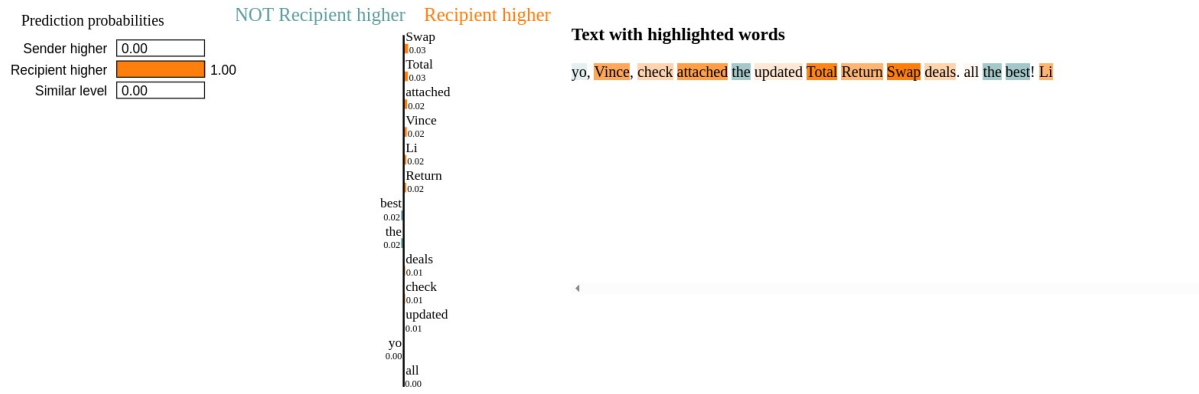 Prediction probabilities
Sender higher 0.00
Recipient higher 1.00
Similar level 0.00
NOT Recipient higher Recipient higher
Swap
0.03
Total
0.03
attached
0.02
Vince
0.02
Li
0.02
Return
0.02
best
0.02
the
0.02
deals
0.01
check
0.01
updated
0.01
yo
0.00
all
0.00
Text with highlighted words
yo, Vince, check attached the updated Total Return Swap deals. all the best! Li